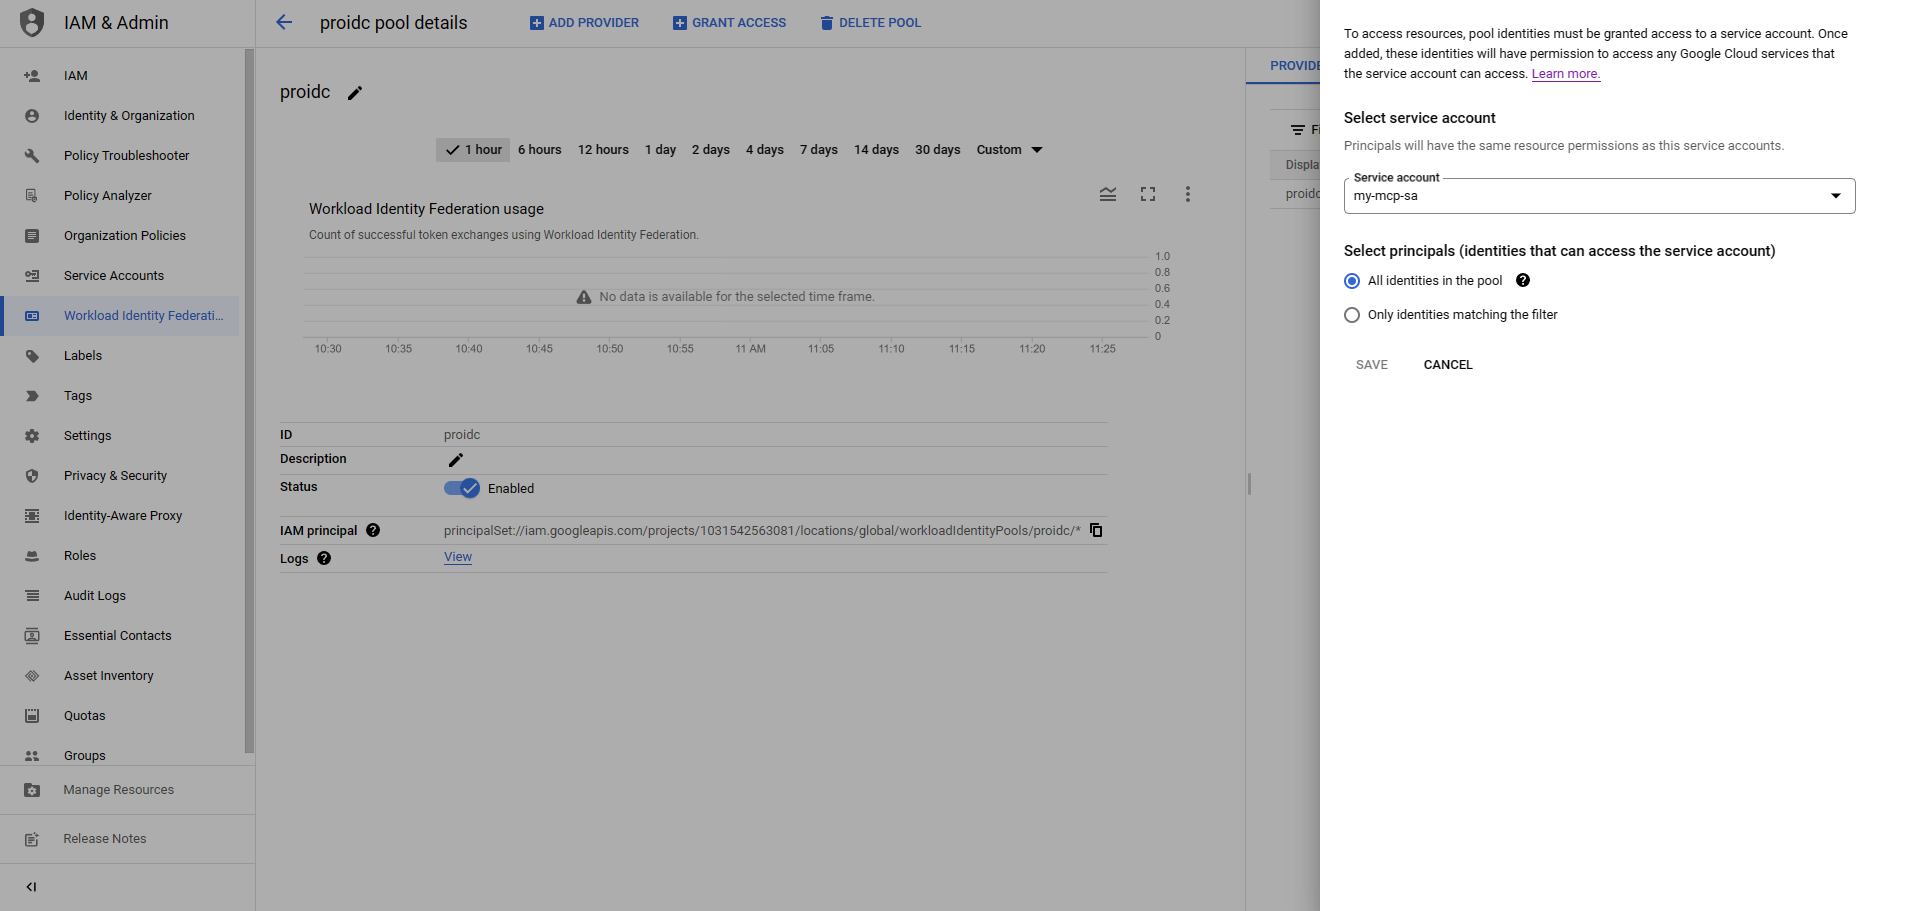 IAM & Admin
proidc pool details
ADD PROVIDER
GRANT ACCESS
DELETE POOL
IAM
Identity & Organization
Policy Troubleshooter
Policy Analyzer
Organization Policies
Service Accounts
Workload Identity Federati...
Labels
Tags
Settings
Privacy & Security
Identity-Aware Proxy
Roles
Audit Logs
Essential Contacts
Asset Inventory
Quotas
Groups
Manage Resources
Release Notes
proidc
1 hour 6 hours 12 hours 1 day 2 days 4 days 7 days 14 days 30 days Custom
Workload Identity Federation usage
Count of successful token exchanges using Workload Identity Federation.
1.0
0.8
No data is available for the selected time frame.
0.6
0.4
0.2
0
10:30 10:35 10:40 10:45 10:50 10:55 11 AM 11:05 11:10 11:15 11:20 11:25
ID proidc
Description
Status Enabled
IAM principal principalSet://iam.googleapis.com/projects/1031542563081/locations/global/workloadIdentityPools/proidc/*
Logs View
PROVIDE
Fi
Displa
proidc
To access resources, pool identities must be granted access to a service account. Once
added, these identities will have permission to access any Google Cloud services that
the service account can access. Learn more.
Select service account
Principals will have the same resource permissions as this service accounts.
Service account
my-mcp-sa
Select principals (identities that can access the service account)
All identities in the pool
Only identities matching the filter
SAVE CANCEL